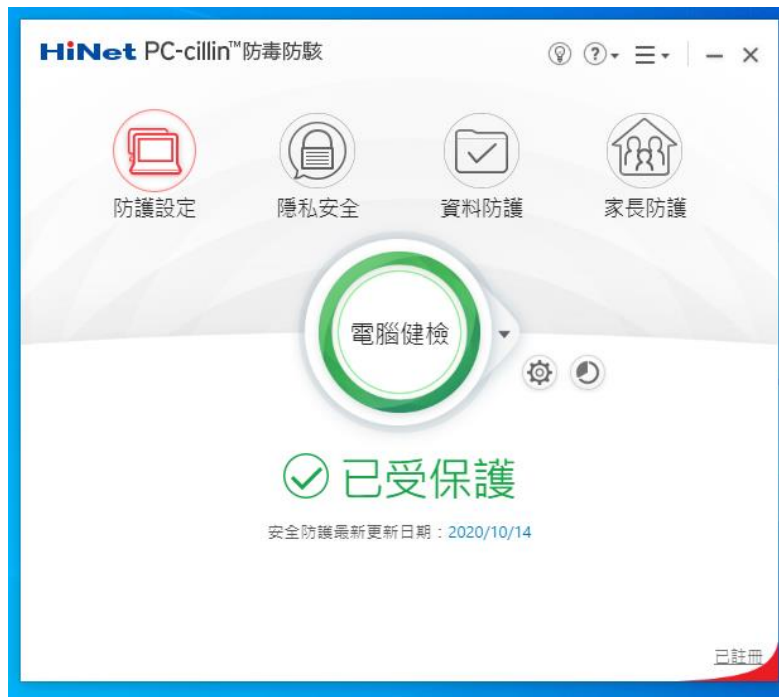 HiNet PC-cillin™防毒防駭
防護設定 隱私安全 資料防護 家長防護
電腦健檢
已受保護
安全防護最新更新日期：2020/10/14
已註冊